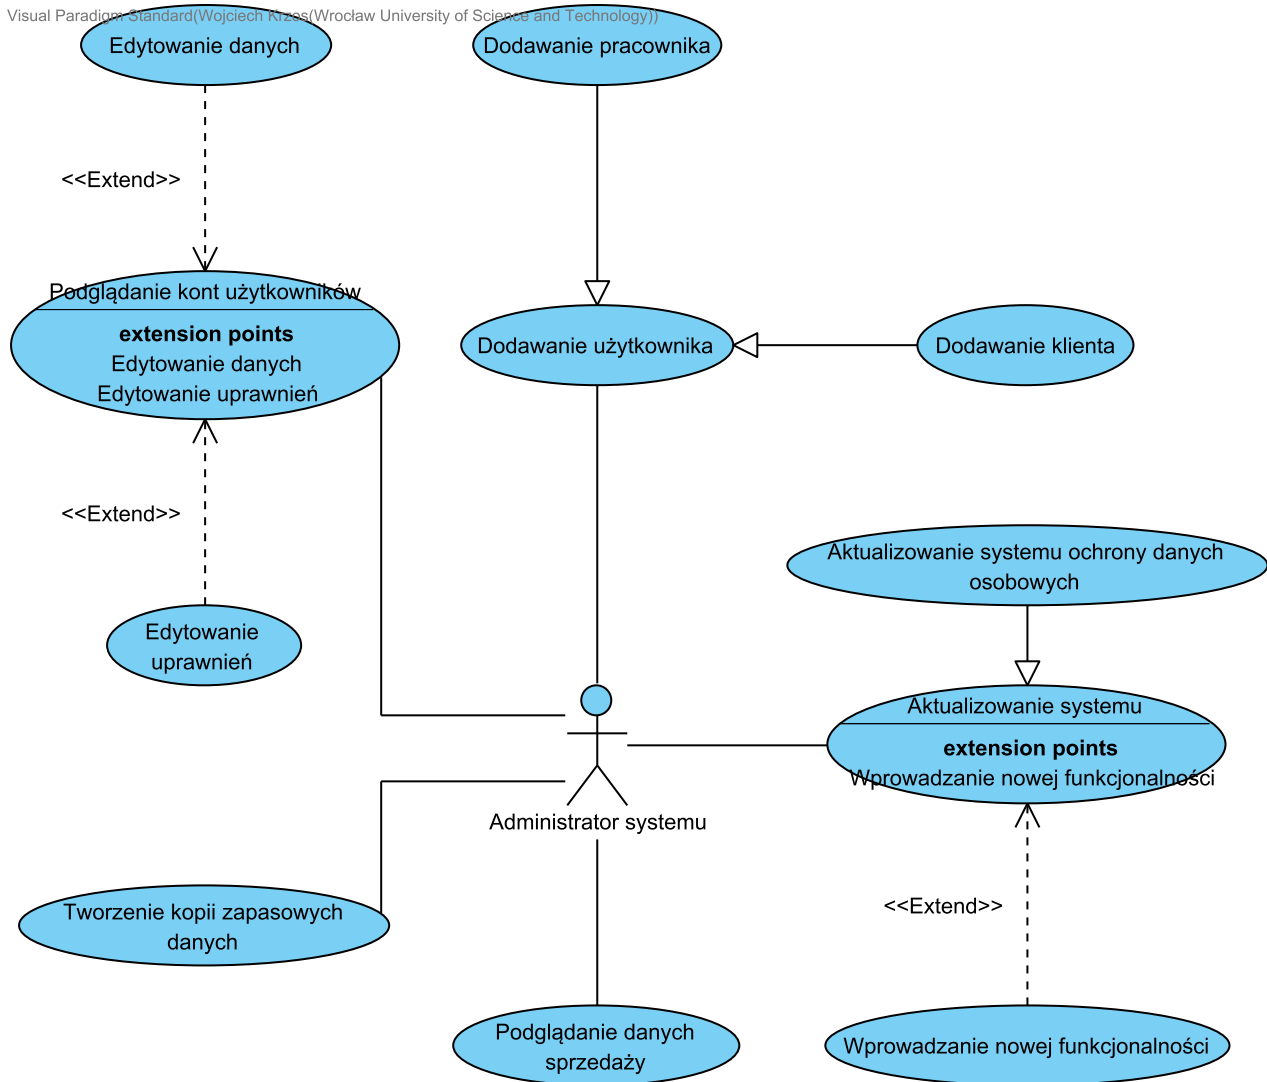 Visual Paradigm Standard(Wojciech Krzos(Wrocław University of Science and Technology))
Edytowanie danych
Dodawanie pracownika
<<Extend>>
Podglądanie kont użytkowników
extension points
Edytowanie danych
Edytowanie uprawnień
Dodawanie użytkownika
Dodawanie klienta
<<Extend>>
Aktualizowanie systemu ochrony danych
osobowych
Edytowanie
uprawnień
Aktualizowanie systemu
extension points
Wprowadzanie nowej funkcjonalności
Administrator systemu
<<Extend>>
Tworzenie kopii zapasowych
danych
Podglądanie danych
sprzedaży
Wprowadzanie nowej funkcjonalności